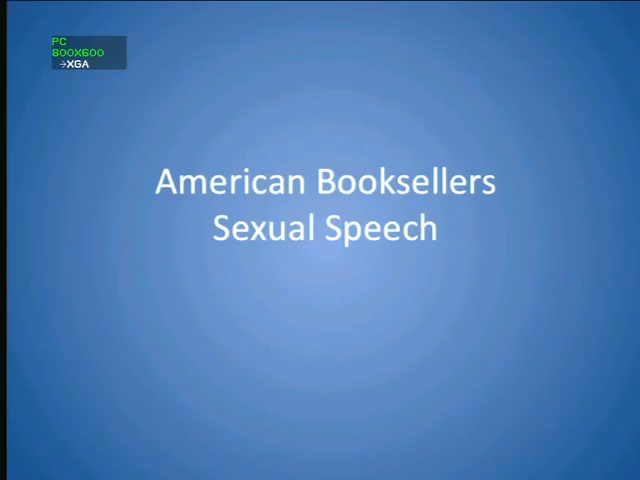 PC
800X600
→XGA
American Booksellers
Sexual Speech